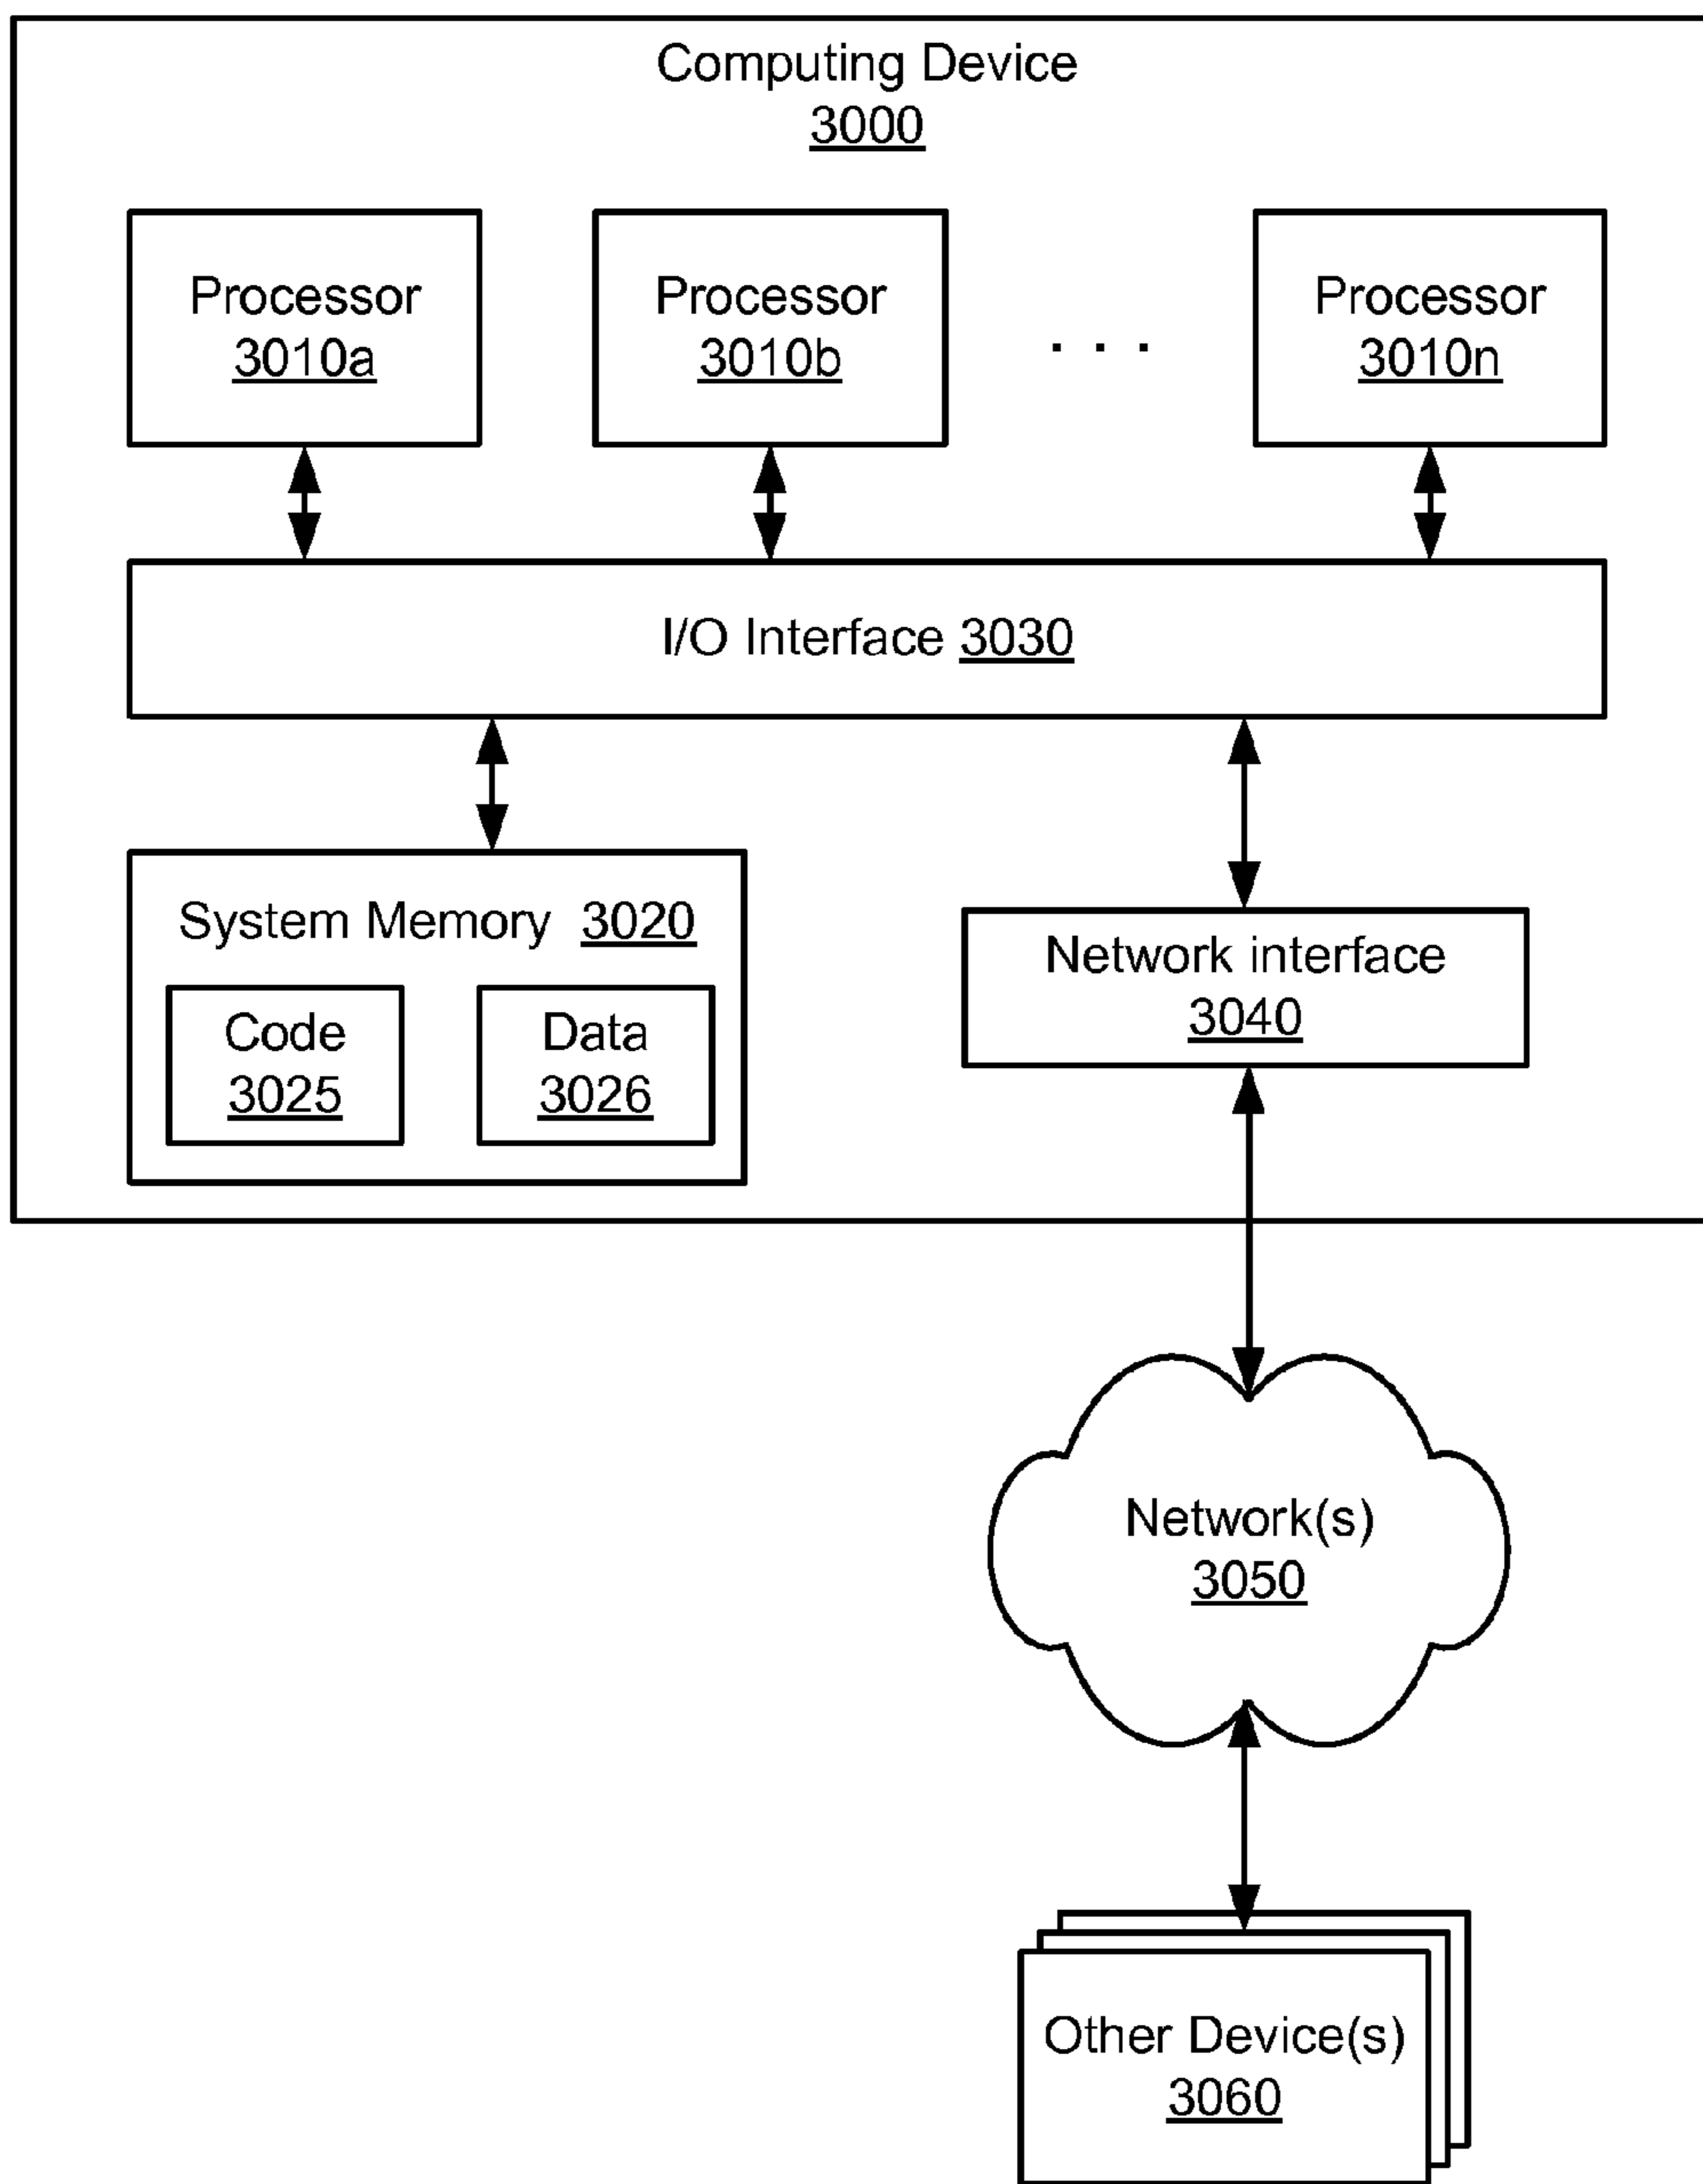 Computing Device
3000
Processor
3010a
Processor
3010b
. . .
Processor
3010n
I/O Interface 3030
System Memory 3020
Code
3025
Data
3026
Network interface
3040
Network(s)
3050
Other Device(s)
3060